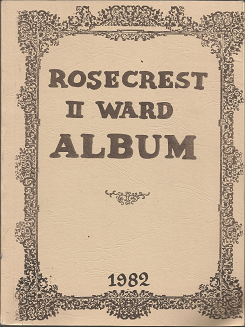 ROSECREST
II WARD
ALBUM
1982